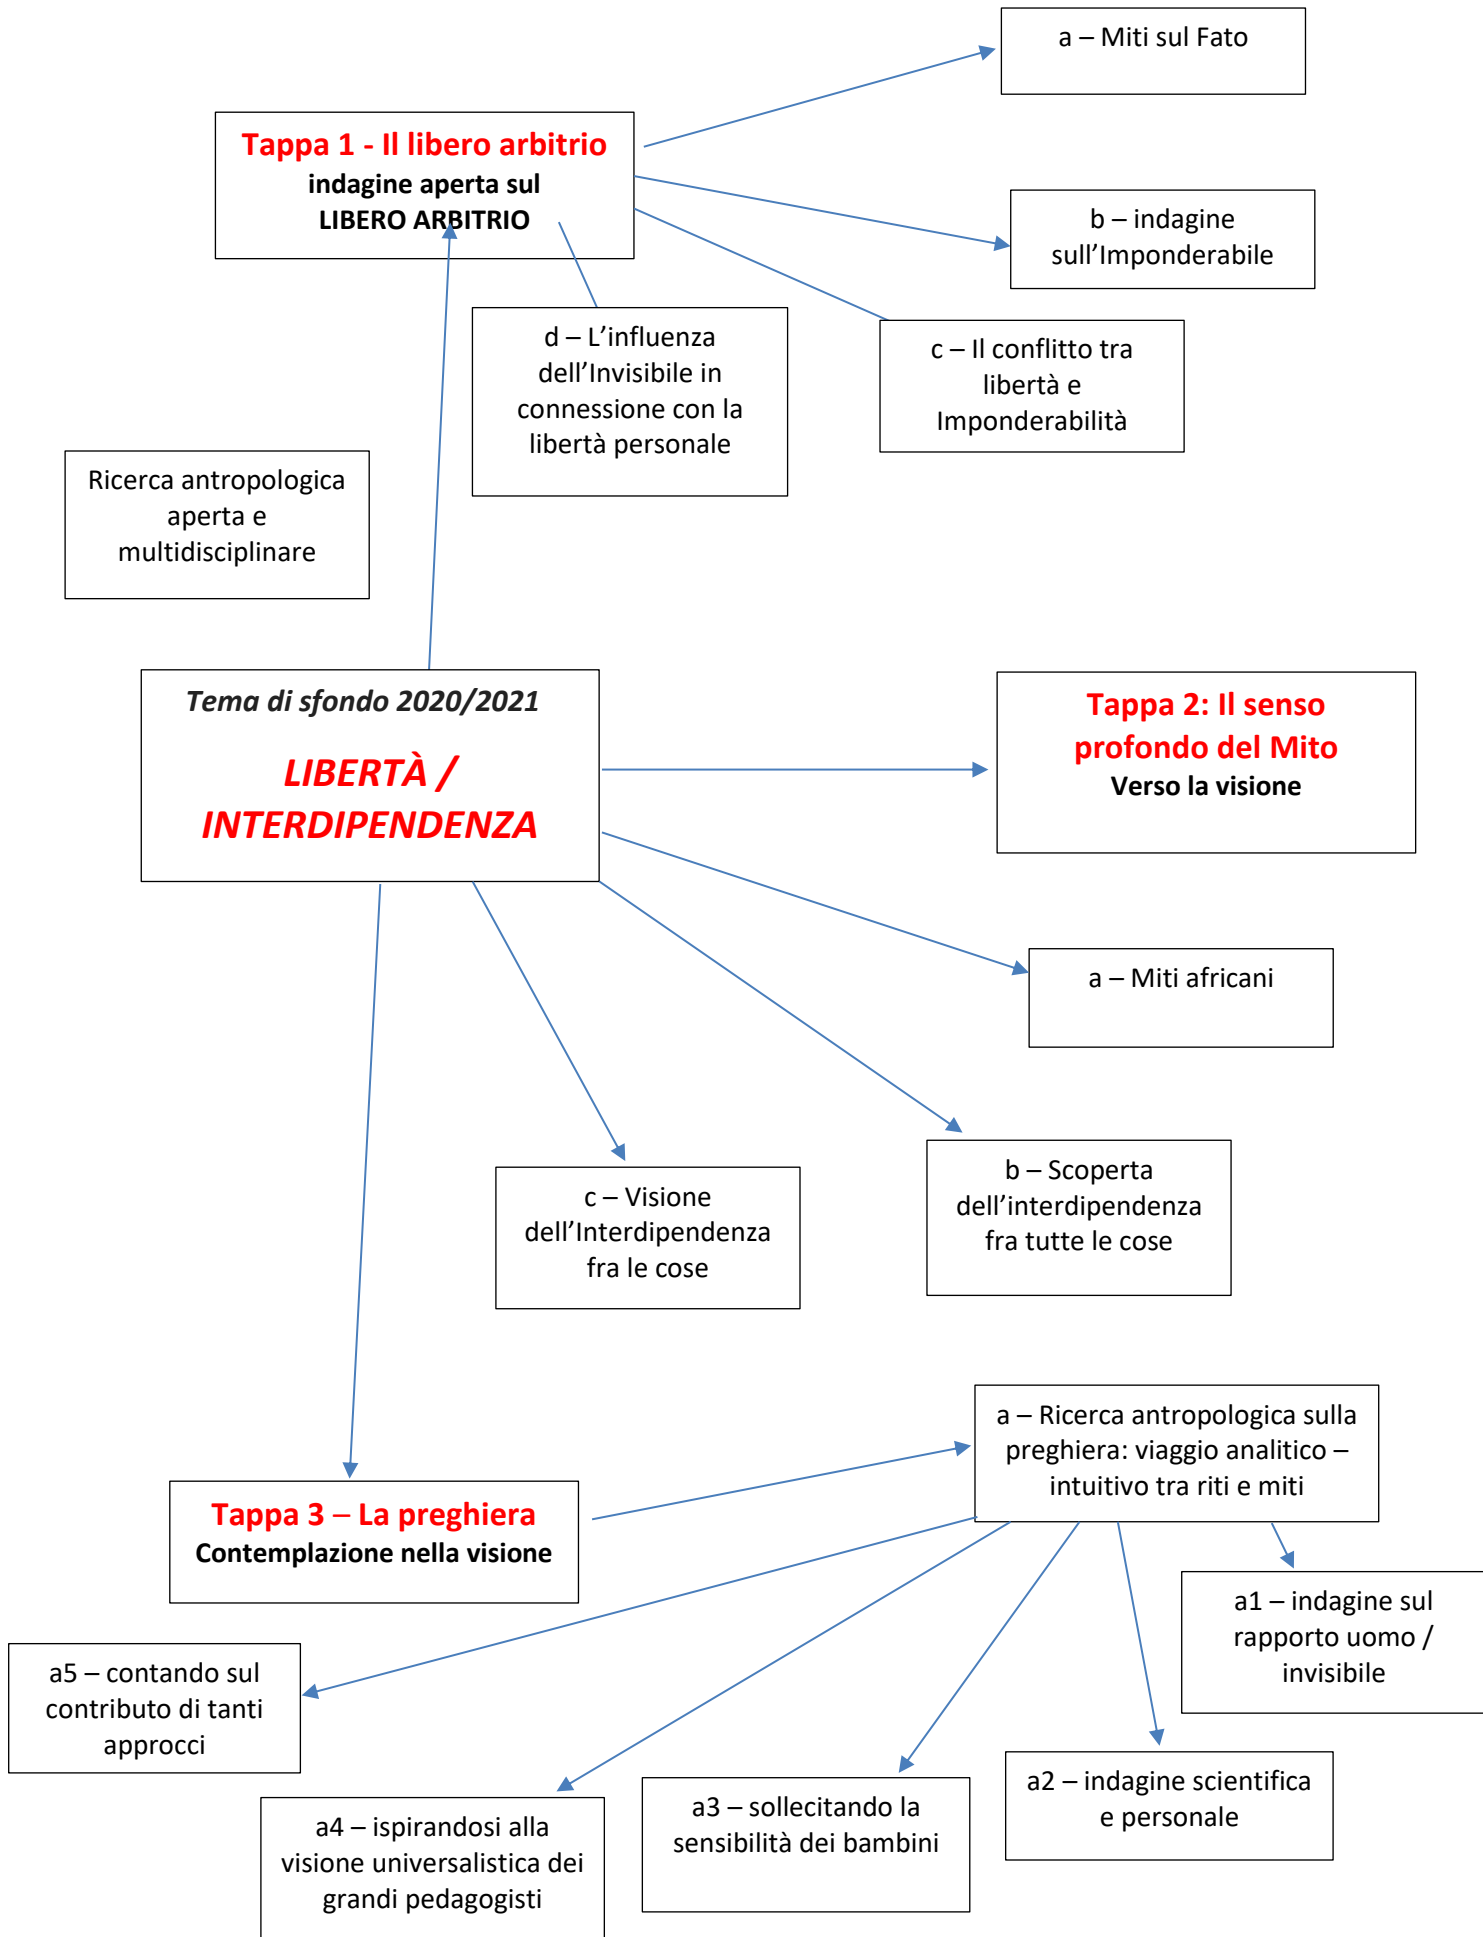 a – Miti sul Fato
Tappa 1 - Il libero arbitrio
indagine aperta sul
LIBERO ARBITRIO
b – indagine
sull’Imponderabile
d – L’influenza
dell’Invisibile in
connessione con la
libertà personale
c – Il conflitto tra
libertà e
Imponderabilità
Ricerca antropologica
aperta e
multidisciplinare
Tema di sfondo 2020/2021
LIBERTÀ /
INTERDIPENDENZA
Tappa 2: Il senso
profondo del Mito
Verso la visione
a – Miti africani
b – Scoperta
dell’interdipendenza
fra tutte le cose
c – Visione
dell’Interdipendenza
fra le cose
a – Ricerca antropologica sulla
preghiera: viaggio analitico –
intuitivo tra riti e miti
Tappa 3 – La preghiera
Contemplazione nella visione
a1 – indagine sul
rapporto uomo /
invisibile
a5 – contando sul
contributo di tanti
approcci
a2 – indagine scientifica
e personale
a3 – sollecitando la
sensibilità dei bambini
a4 – ispirandosi alla
visione universalistica dei
grandi pedagogisti